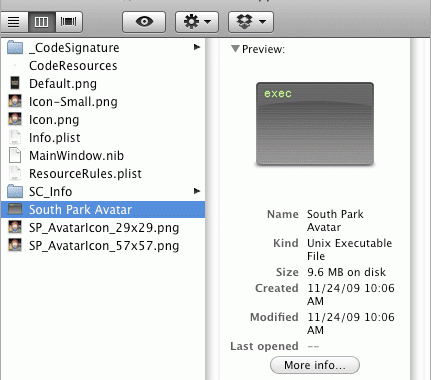 _CodeSignature
CodeResources
Default.png
Icon-Small.png
Icon.png
Info.plist
MainWindow.nib
ResourceRules.plist
SC_Info
South Park Avatar
SP_AvatarIcon_29x29.png
SP_AvatarIcon_57x57.png
Preview:
exec
Name South Park
Avatar
Kind Unix Executable
File
Size 9.6 MB on disk
Created 11/24/09 10:06
AM
Modified 11/24/09 10:06
AM
Last opened --
More info...